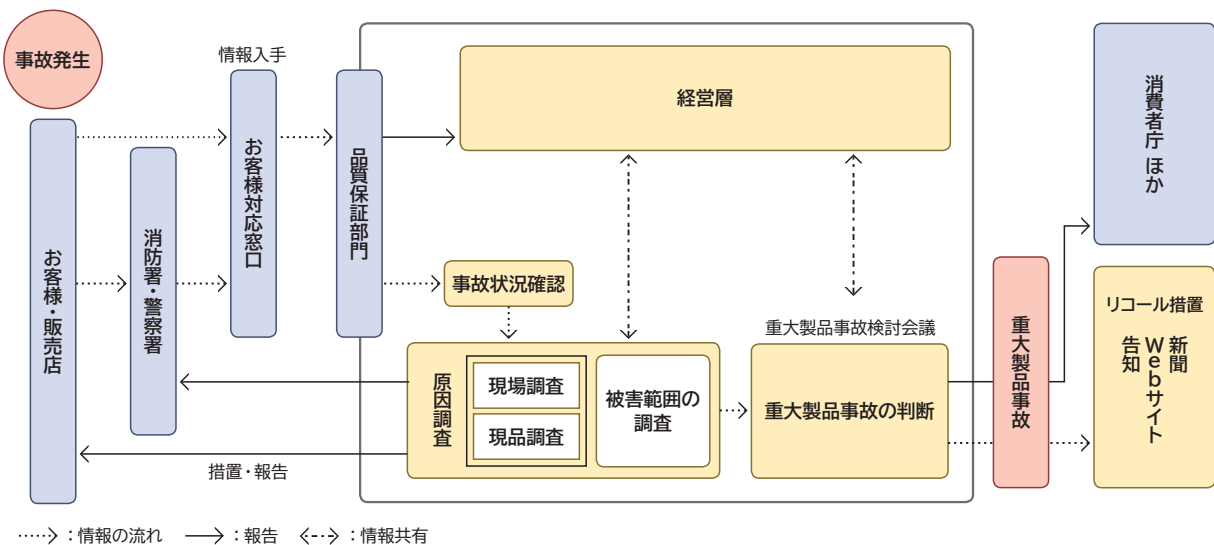 事故発生
情報入手
経営層
消費者庁 ほか
お客様対応窓口
品質保証部門
消防署・警察署
お客様・販売店
事故状況確認
リコール措置
新聞
Webサイト
告知
重大製品事故検討会議
重大製品事故
原因調査
現場調査
現品調査
被害範囲の
調査
重大製品事故の判断
措置・報告
：情報の流れ
：報告
：情報共有